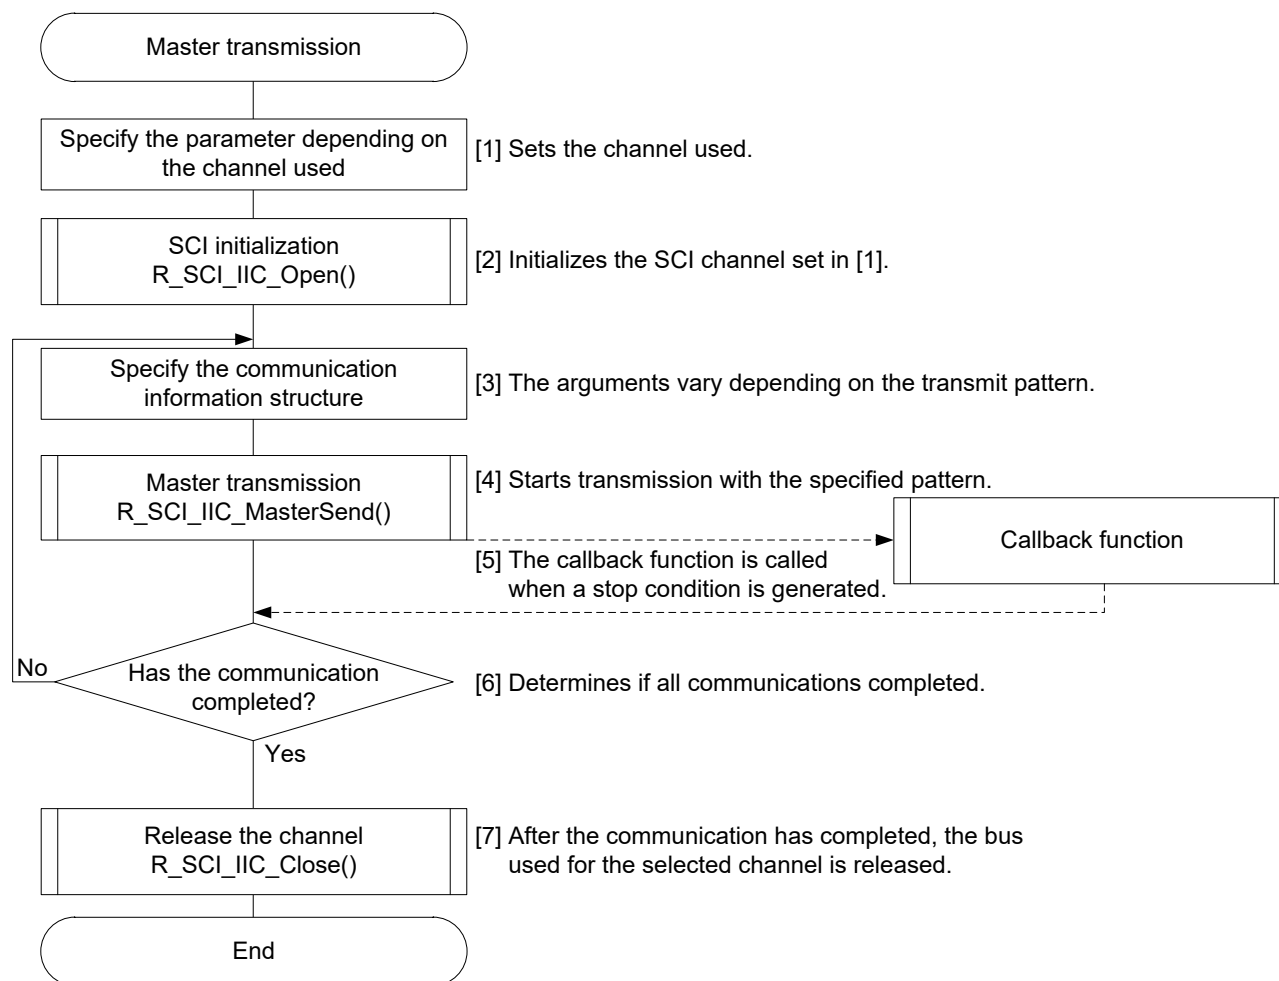 Master transmission
Specify the parameter depending on
the channel used
[1] Sets the channel used.
SCI initialization
R_SCI_IIC_Open()
[2] Initializes the SCI channel set in [1].
Specify the communication
information structure
[3] The arguments vary depending on the transmit pattern.
Master transmission
R_SCI_IIC_MasterSend()
[4] Starts transmission with the specified pattern.
Callback function
[5] The callback function is called
when a stop condition is generated.
No
Has the communication
completed?
[6] Determines if all communications completed.
Yes
Release the channel
R_SCI_IIC_Close()
[7] After the communication has completed, the bus
used for the selected channel is released.
End